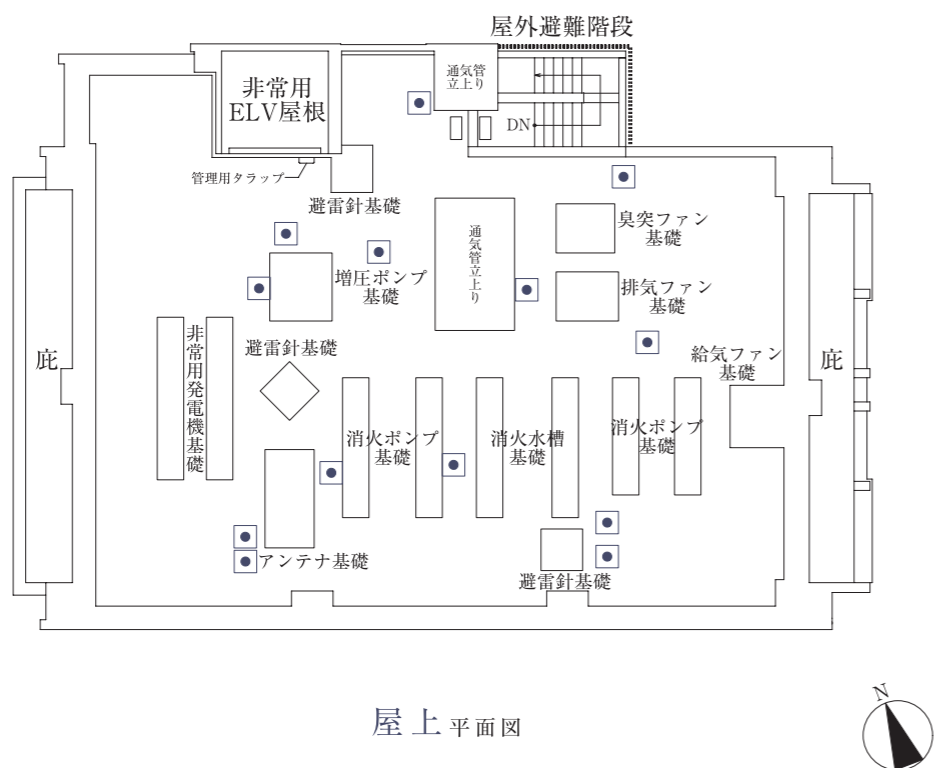 屋外避難階段
通気管
立上り
非常用
ELV屋根
DN
管理用タラップ
避雷針基礎
臭突ファン
基礎
通気管立上り
増圧ポンプ
基礎
排気ファン
基礎
庇
非常用発電機基礎
避雷針基礎
給気ファン
基礎
庇
消火ポンプ
基礎
消火水槽
基礎
消火ポンプ
基礎
アンテナ基礎
避雷針基礎
屋上平面図
N